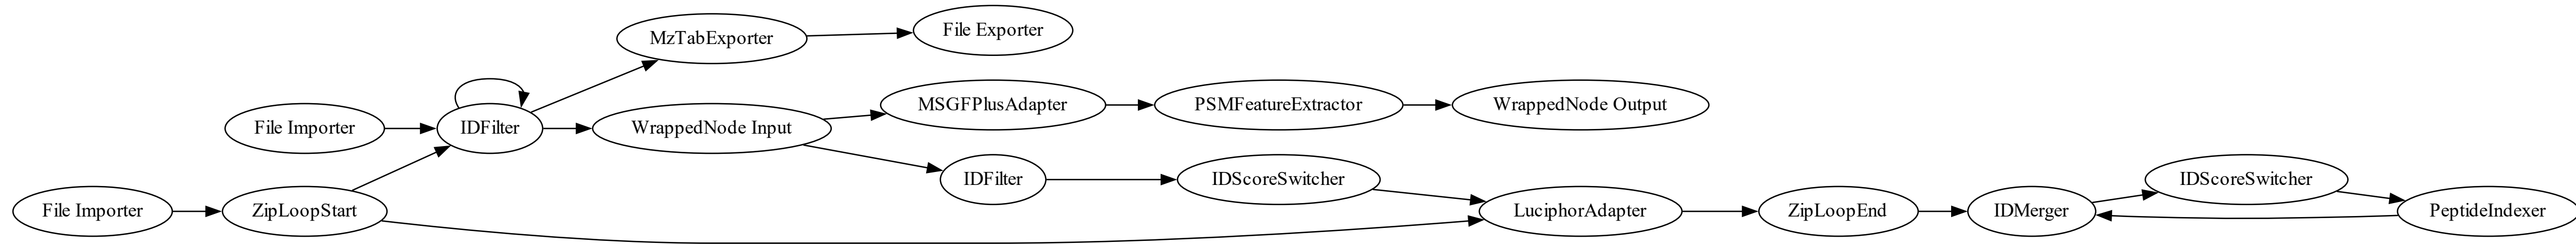 File Exporter
MzTabExporter
MSGFPlusAdapter
PSMFeatureExtractor
WrappedNode Output
File Importer
IDFilter
WrappedNode Input
IDFilter
IDScoreSwitcher
IDScoreSwitcher
File Importer
ZipLoopStart
LuciphorAdapter
ZipLoopEnd
IDMerger
PeptideIndexer